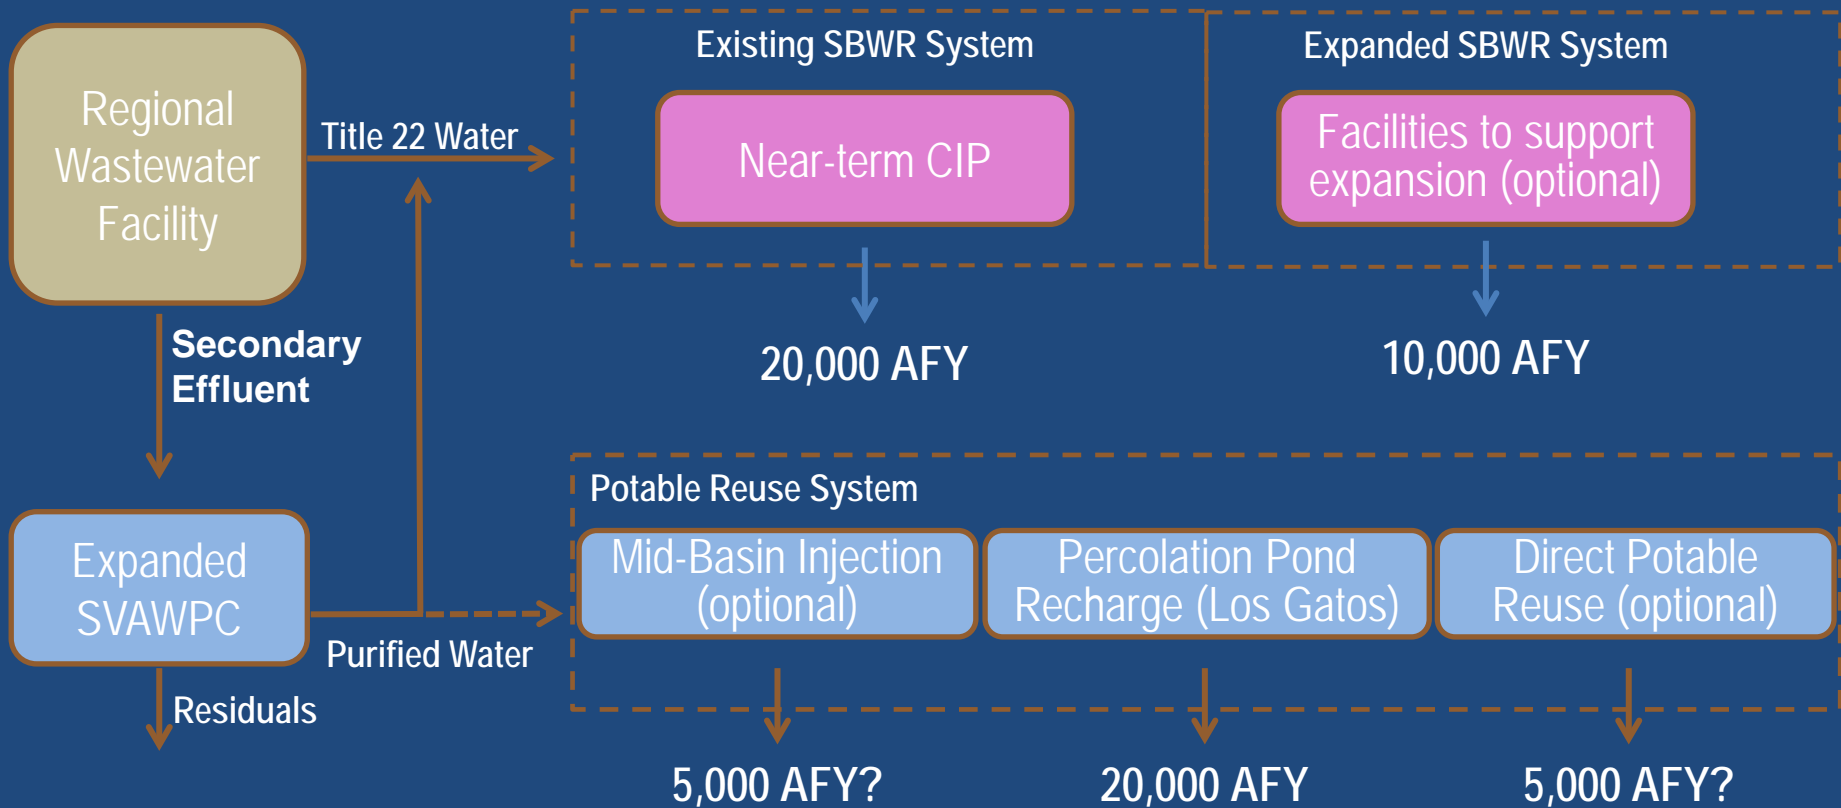 Regional
Wastewater
Facility
Title 22 Water
Existing SBWR System
Near-term CIP
20,000 AFY
Expanded SBWR System
Facilities to support
expansion (optional)
10,000 AFY
Secondary
Effluent
Expanded
SVAWPC
Purified Water
Residuals
Potable Reuse System
Mid-Basin Injection
(optional)
5,000 AFY?
Percolation Pond
Recharge (Los Gatos)
20,000 AFY
Direct Potable
Reuse (optional)
5,000 AFY?